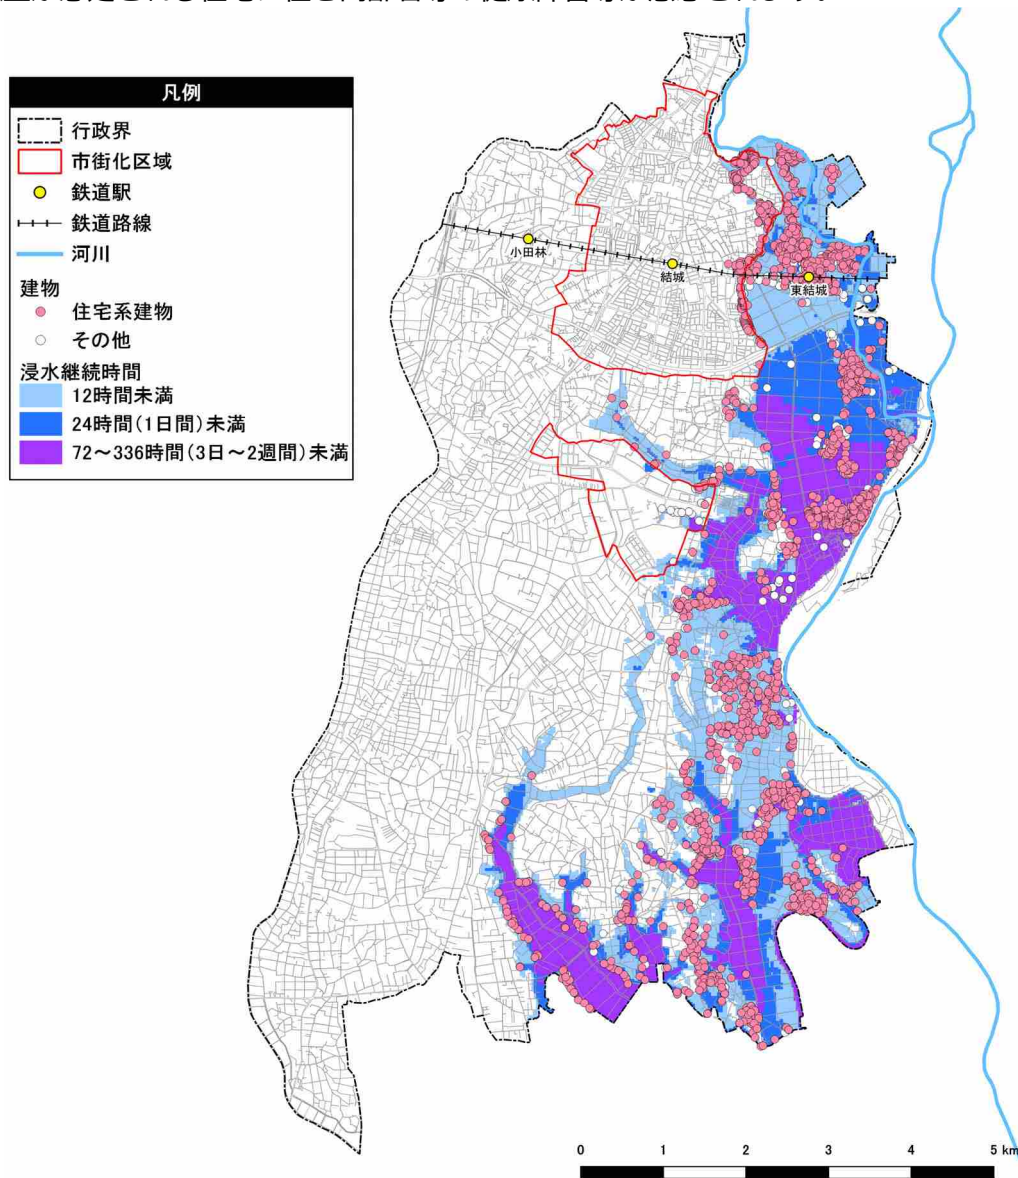 凡例
行政界
市街化区域
鉄道駅
鉄道路線
河川
建物
住宅系建物
その他
浸水継続時間
12時間未満
24時間(1日間)未満
72～336時間(3日～2週間)未満
小田林
結城
東結城
0 1 2 3 4 5 km